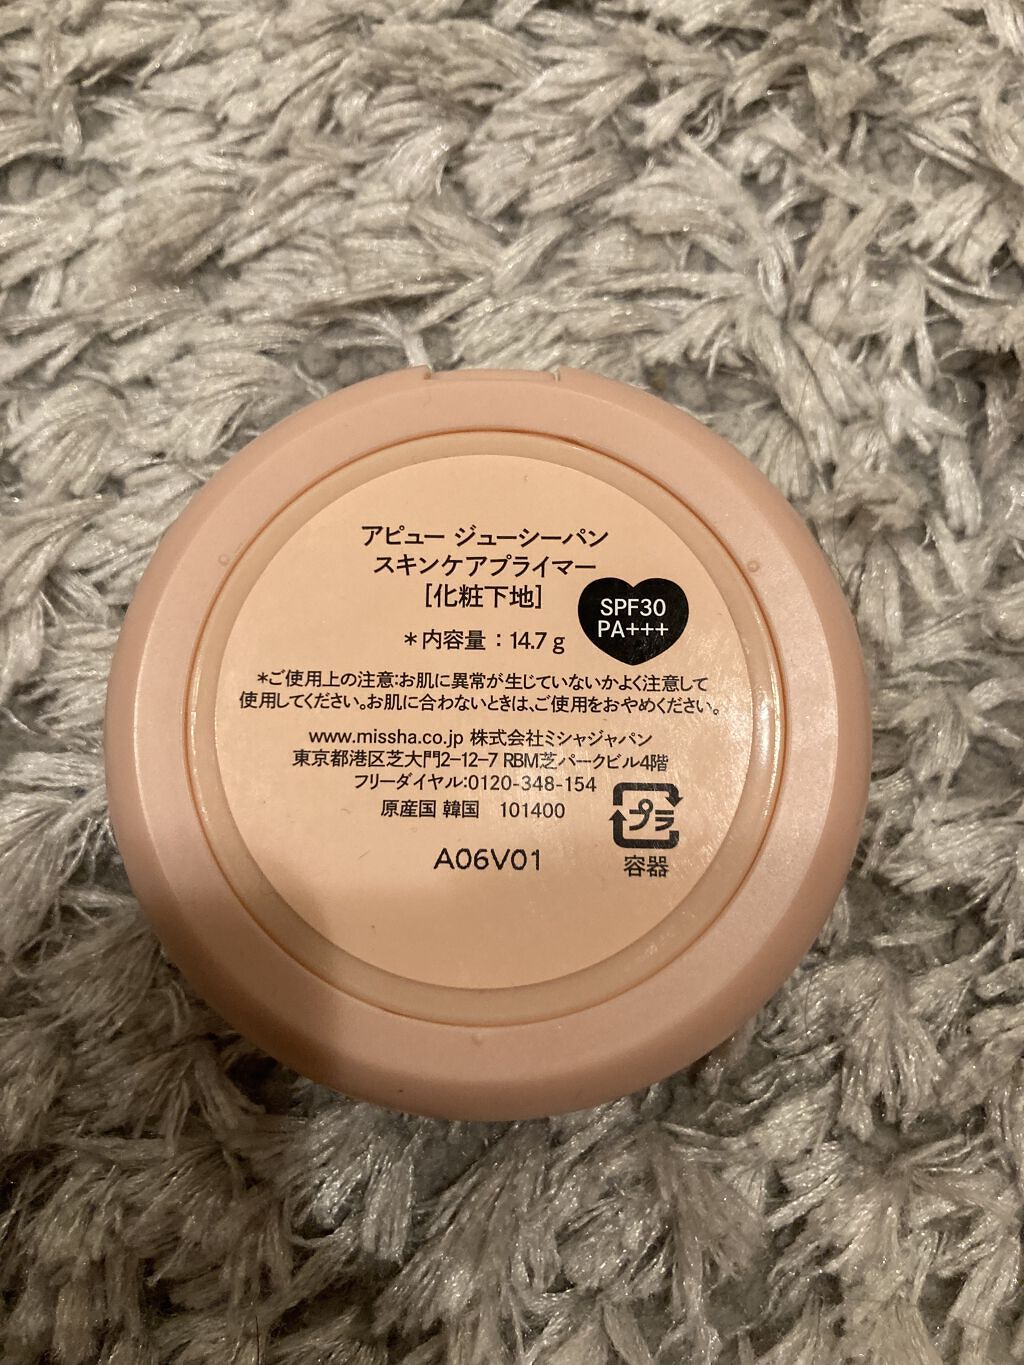 アピュー ジューシーパン
スキンケアプライマー
[化粧下地]
SPF30
PA+++
*内容量：14.7 g
*ご使用上の注意:お肌に異常が生じていないかよく注意して
使用してください。お肌に合わないときは、ご使用をおやめください。
www.missha.co.jp 株式会社ミシャジャパン
東京都港区芝大門2-12-7 RBM芝パークビル4階
フリーダイヤル:0120-348-154
原産国 韓国 101400
プラ
容器
A06V01